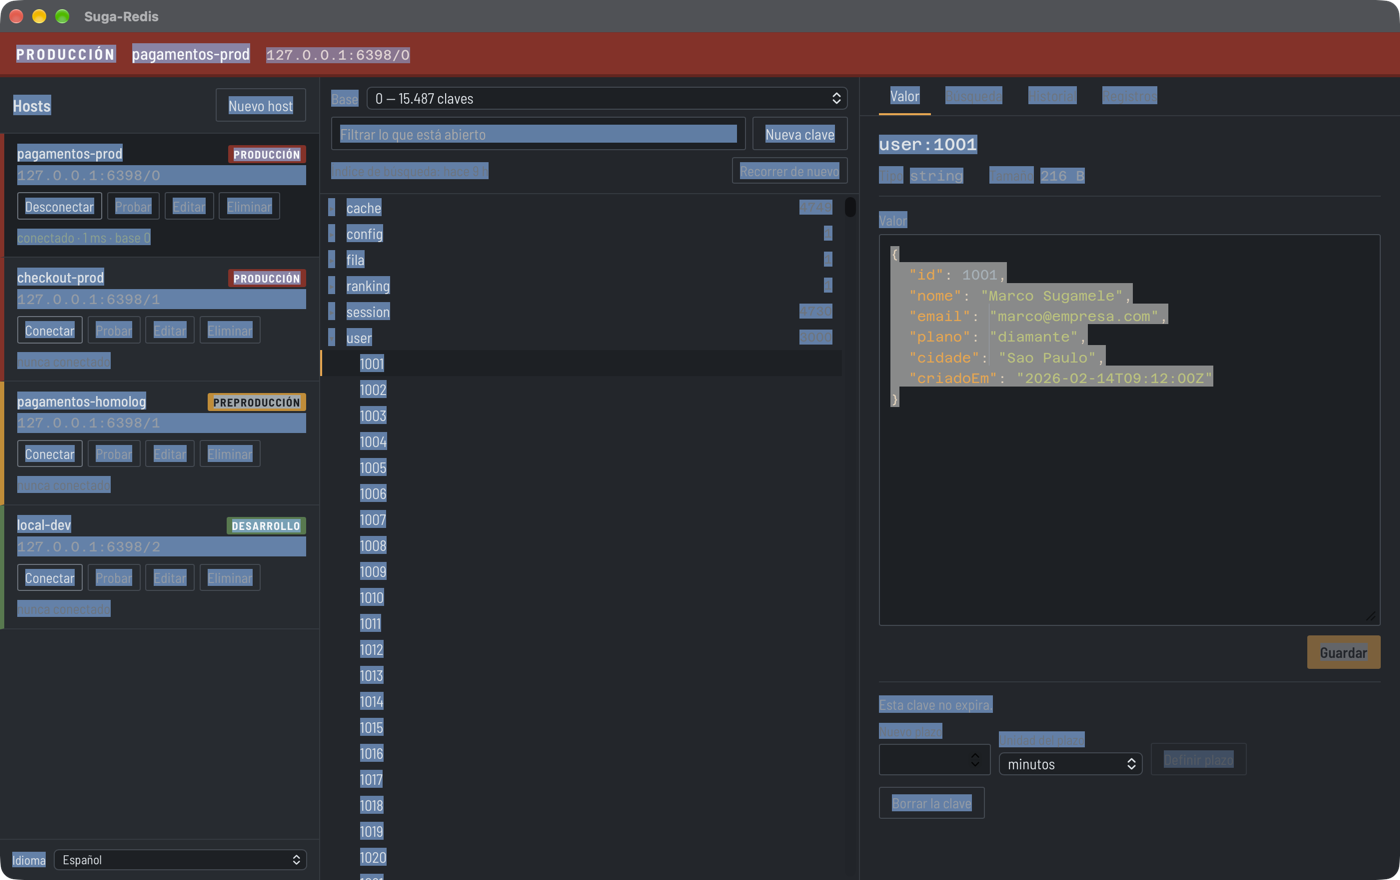 Suga-Redis
PRODUCCIÓN pagamentos-prod 127.0.0.1:6398/0
Hosts
Nuevo host
pagamentos-prod PRODUCCIÓN
127.0.0.1:6398/0
Desconectar Probar Editar Eliminar
conectado · 1 ms · base 0
checkout-prod PRODUCCIÓN
127.0.0.1:6398/1
Conectar Probar Editar Eliminar
nunca conectado
pagamentos-homolog PREPRODUCCIÓN
127.0.0.1:6398/1
Conectar Probar Editar Eliminar
nunca conectado
local-dev DESARROLLO
127.0.0.1:6398/2
Conectar Probar Editar Eliminar
nunca conectado
Idioma Español
Base 0 — 15.487 claves
Filtrar lo que está abierto
Nueva clave
Recorrer de nuevo
cache
config
fila
ranking
session
user
1001
1002
1003
1004
1005
1006
1007
1008
1009
1010
1011
1012
1013
1014
1015
1016
1017
1018
1019
1020
Valor
user:1001
string 216 B
Valor
{
"id": 1001,
"nome": "Marco Sugamele",
"email": "marco@empresa.com",
"plano": "diamante",
"cidade": "Sao Paulo",
"criadoEm": "2026-02-14T09:12:00Z"
}
Guardar
Esta clave no expira.
minutos
Definir plazo
Borrar la clave